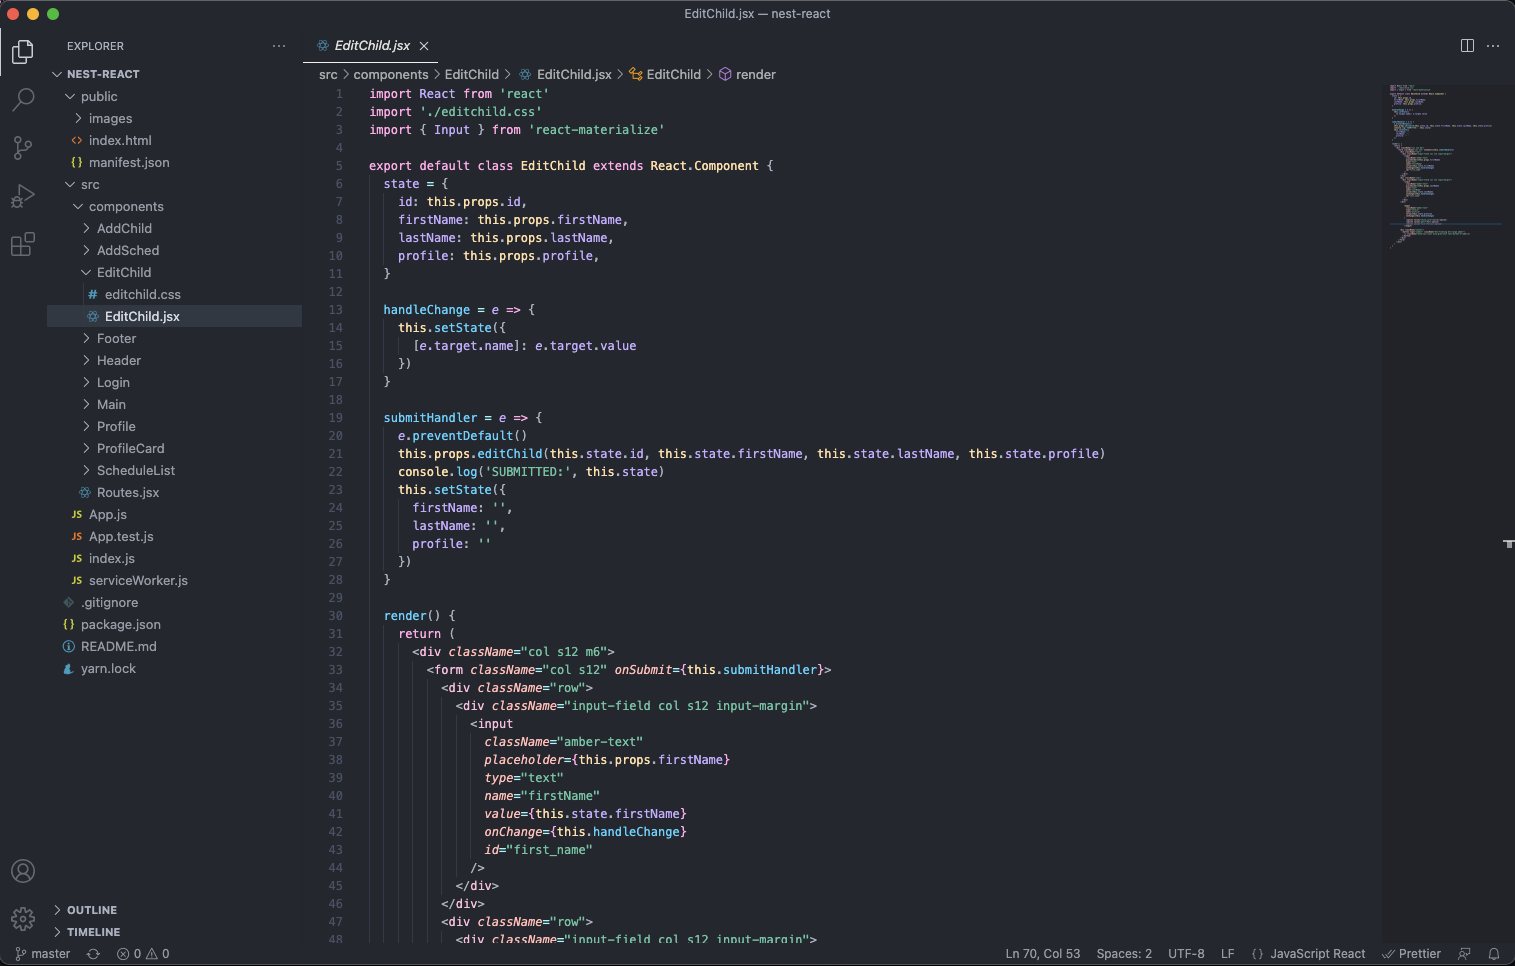 EditChild.jsx — nest-react
EXPLORER
NEST-REACT
public
images
index.html
manifest.json
src
components
AddChild
AddSched
EditChild
editchild.css
EditChild.jsx
Footer
Header
Login
Main
Profile
ProfileCard
ScheduleList
Routes.jsx
App.js
App.test.js
index.js
serviceWorker.js
.gitignore
package.json
README.md
yarn.lock
OUTLINE
TIMELINE
EditChild.jsx
src > components > EditChild > EditChild.jsx > EditChild > render
1 import React from 'react'
2 import './editchild.css'
3 import { Input } from 'react-materialize'
4
5 export default class EditChild extends React.Component {
6 state = {
7 id: this.props.id,
8 firstName: this.props.firstName,
9 lastName: this.props.lastName,
10 profile: this.props.profile,
11 }
12
13 handleChange = e => {
14 this.setState({
15 [e.target.name]: e.target.value
16 })
17 }
18
19 submitHandler = e => {
20 e.preventDefault()
21 this.props.editChild(this.state.id, this.state.firstName, this.state.lastName, this.state.profile)
22 console.log('SUBMITTED:', this.state)
23 this.setState({
24 firstName: '',
25 lastName: '',
26 profile: ''
27 })
28 }
29
30 render() {
31 return (
32 <div className="col s12 m6">
33 <form className="col s12" onSubmit={this.submitHandler}>
34 <div className="row">
35 <div className="input-field col s12 input-margin">
36 <input
37 className="amber-text"
38 placeholder={this.props.firstName}
39 type="text"
40 name="firstName"
41 value={this.state.firstName}
42 onChange={this.handleChange}
43 id="first_name"
44 />
45 </div>
46 </div>
47 <div className="row">
48 <div className="input-field col s12 input-margin">
master 0 0 Ln 70, Col 53 Spaces: 2 UTF-8 LF {} JavaScript React Prettier